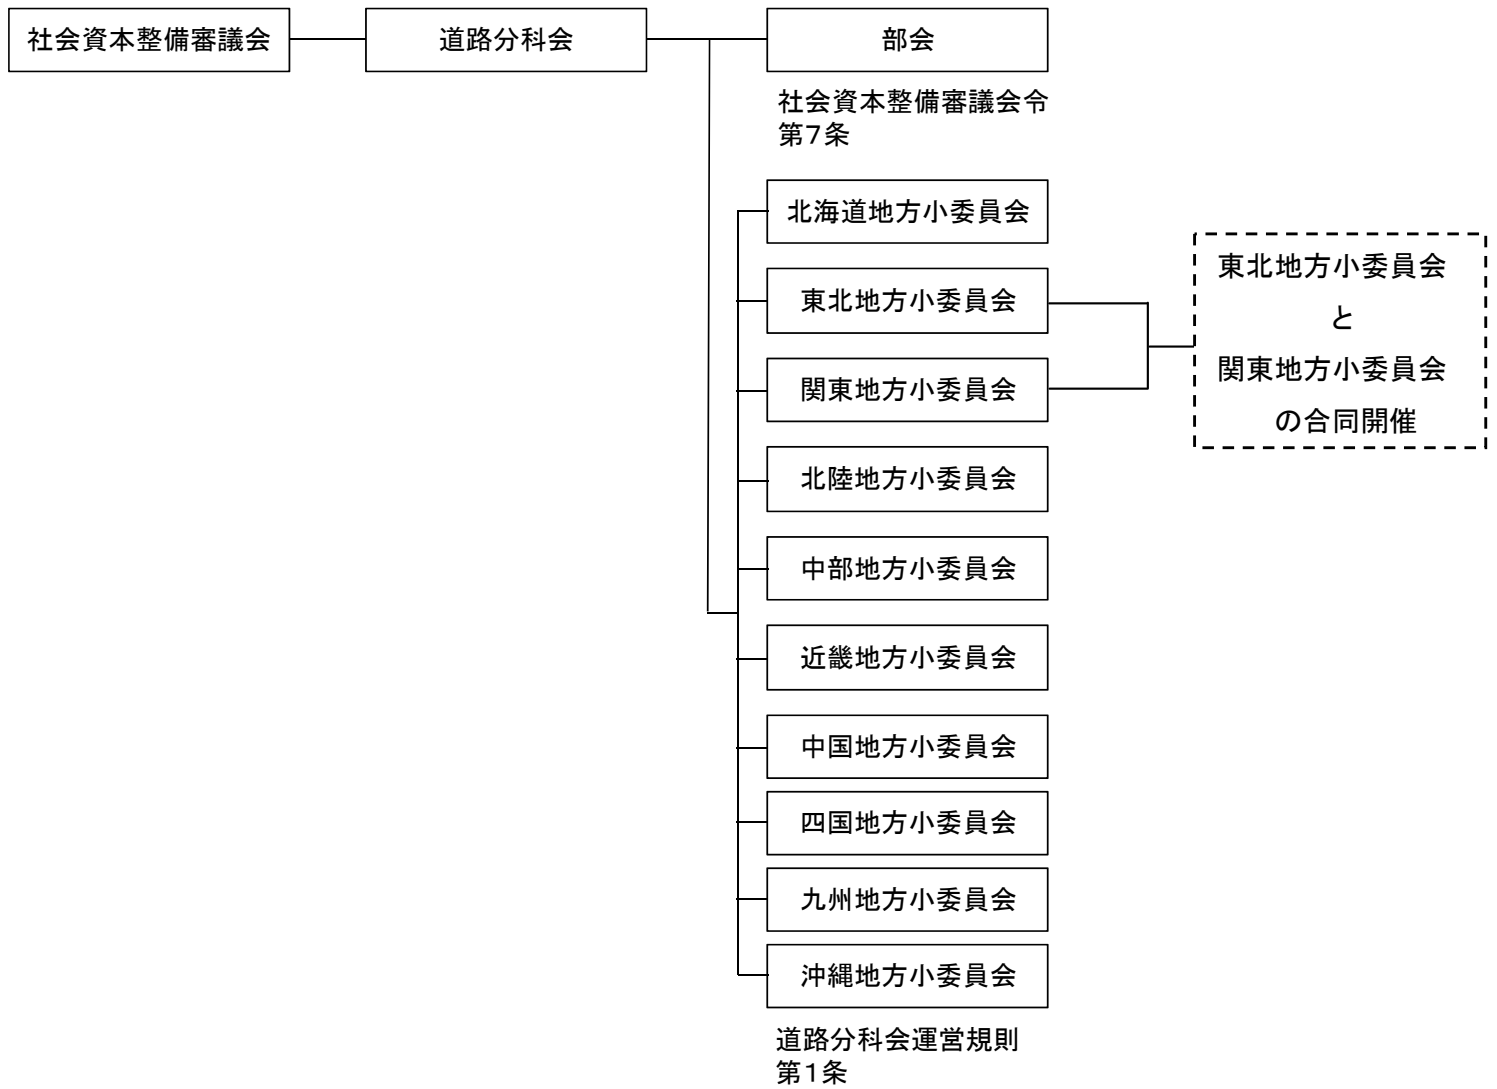 社会資本整備審議会
道路分科会
部会
社会資本整備審議会令
第7条
北海道地方小委員会
東北地方小委員会
関東地方小委員会
北陸地方小委員会
中部地方小委員会
近畿地方小委員会
中国地方小委員会
四国地方小委員会
九州地方小委員会
沖縄地方小委員会
道路分科会運営規則
第1条
東北地方小委員会
と
関東地方小委員会
の合同開催